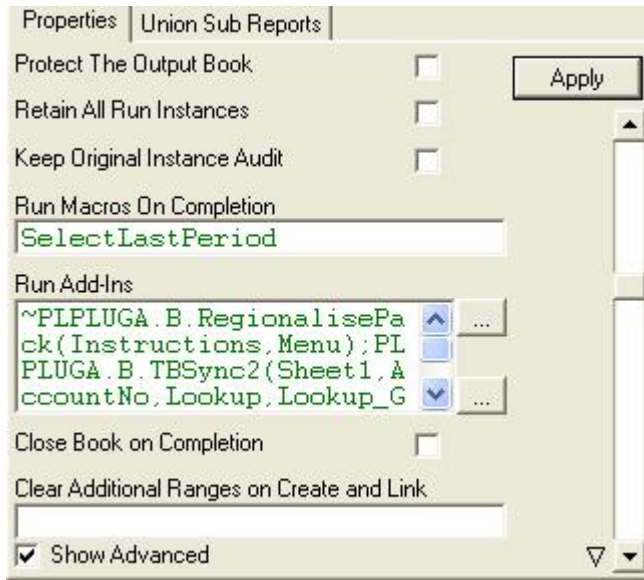 Properties Union Sub Reports
Protect The Output Book
Apply
Retain All Run Instances
Keep Original Instance Audit
Run Macros On Completion
SelectLastPeriod
Run Add-Ins
~PLPLUGA.B.RegionalisePa
ck(Instructions,Menu);PL
PLUGA.B.TBSync2(Sheet1,A
ccountNo,Lookup,Lookup_G
...
...
Close Book on Completion
Clear Additional Ranges on Create and Link
Show Advanced